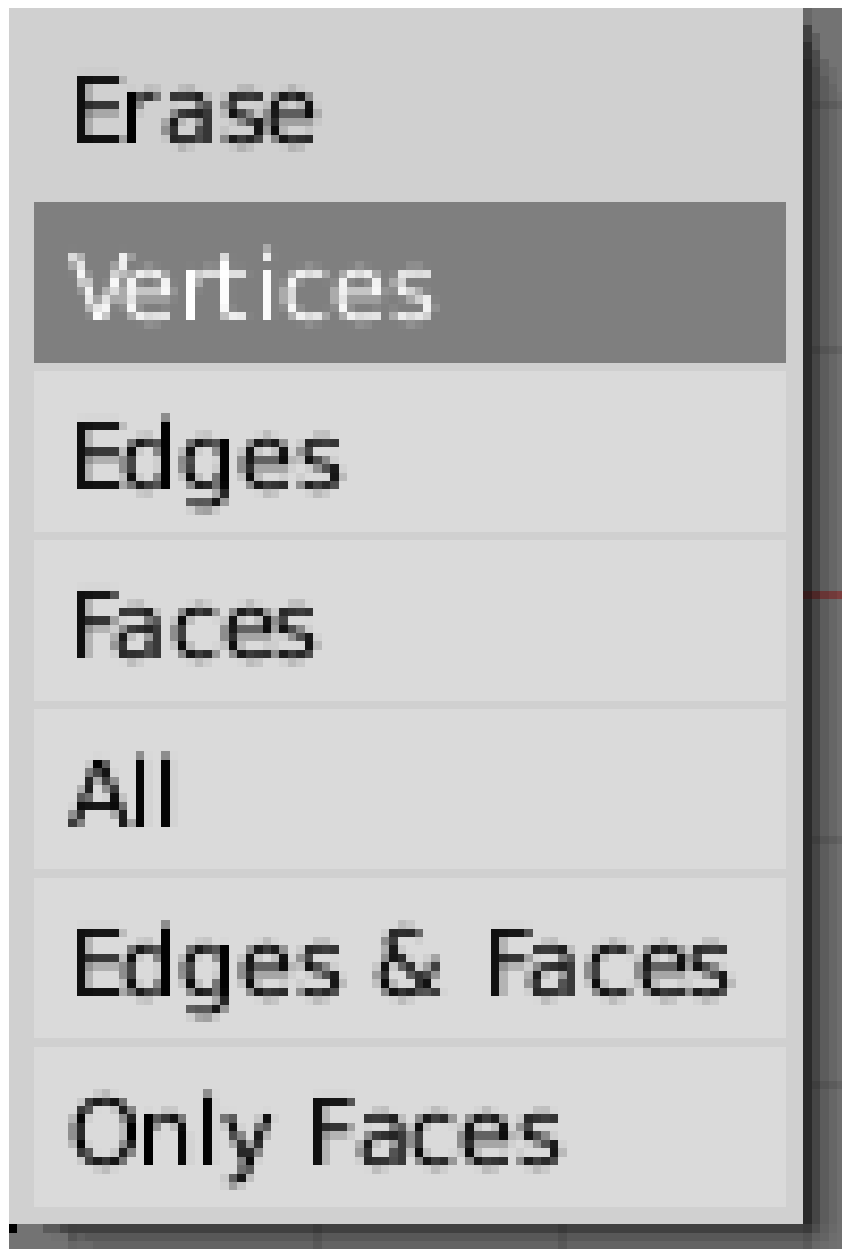 Erase
Vertices
Edges
Faces
All
Edges & Faces
Only Faces